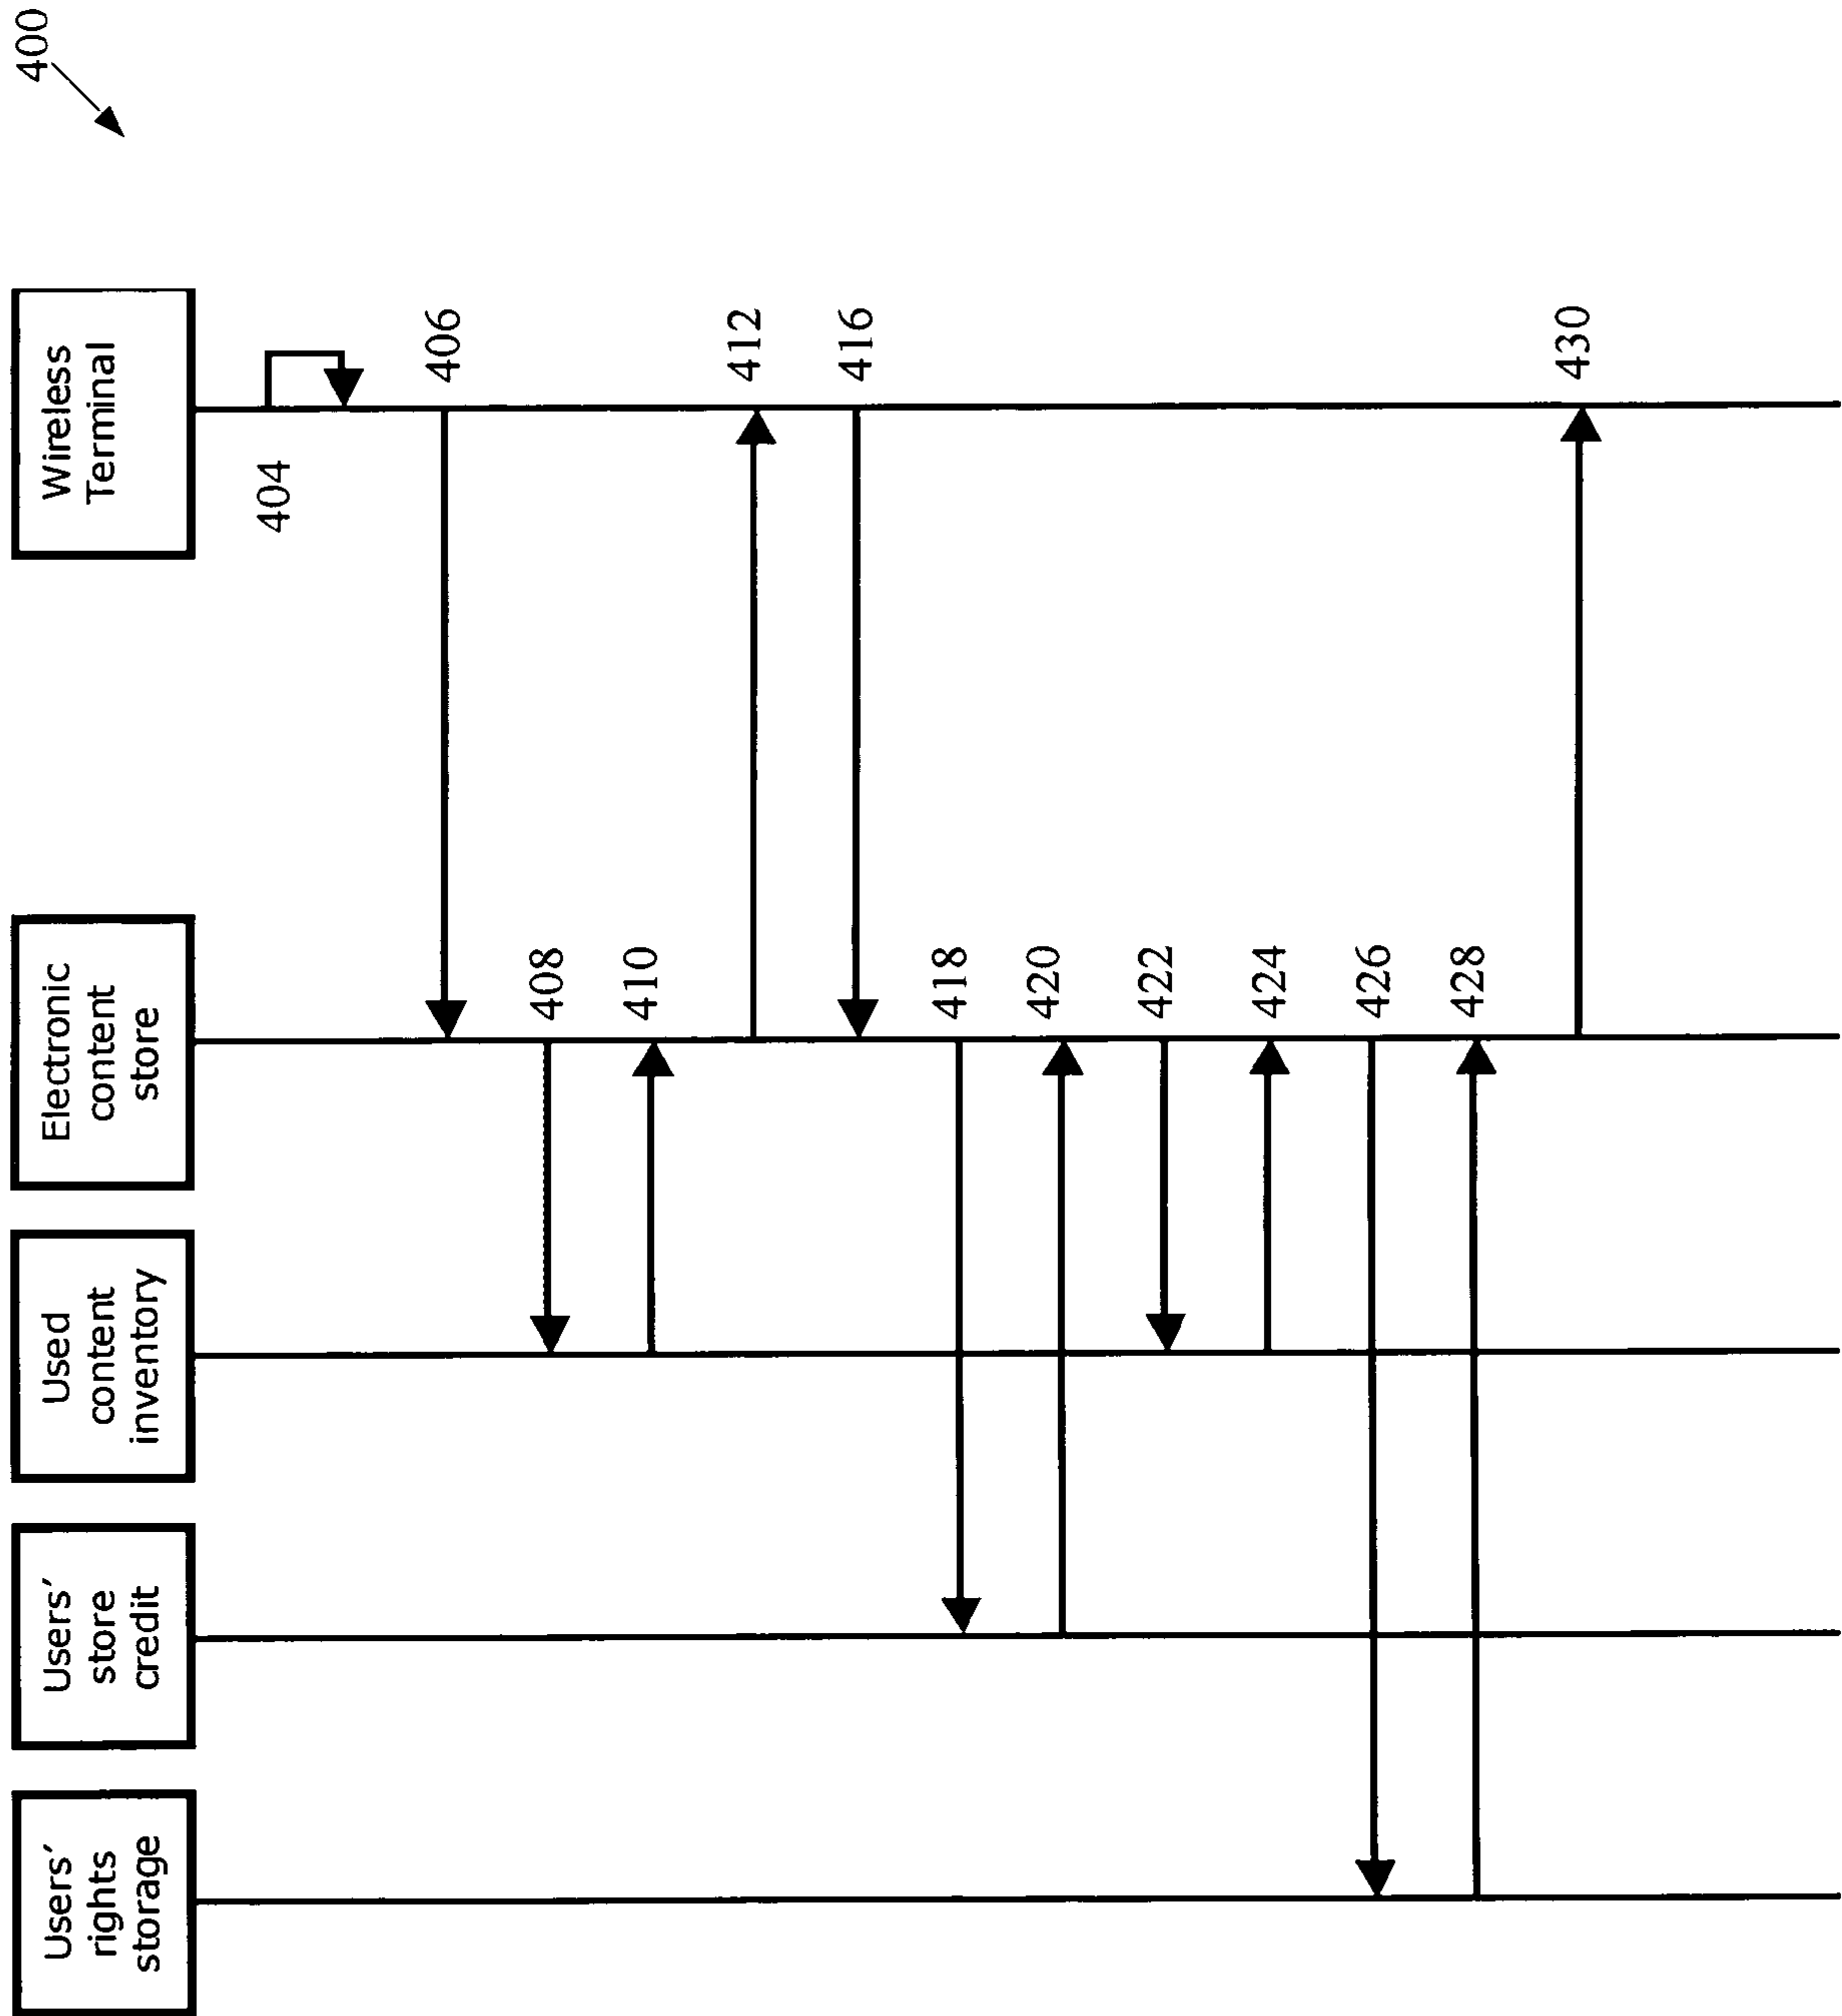 400
Wireless
Terminal
Electronic
content
store
Used
content
inventory
Users’
store
credit
Users’
rights
storage
404
406
408
410
412
416
418
420
422
424
426
428
430